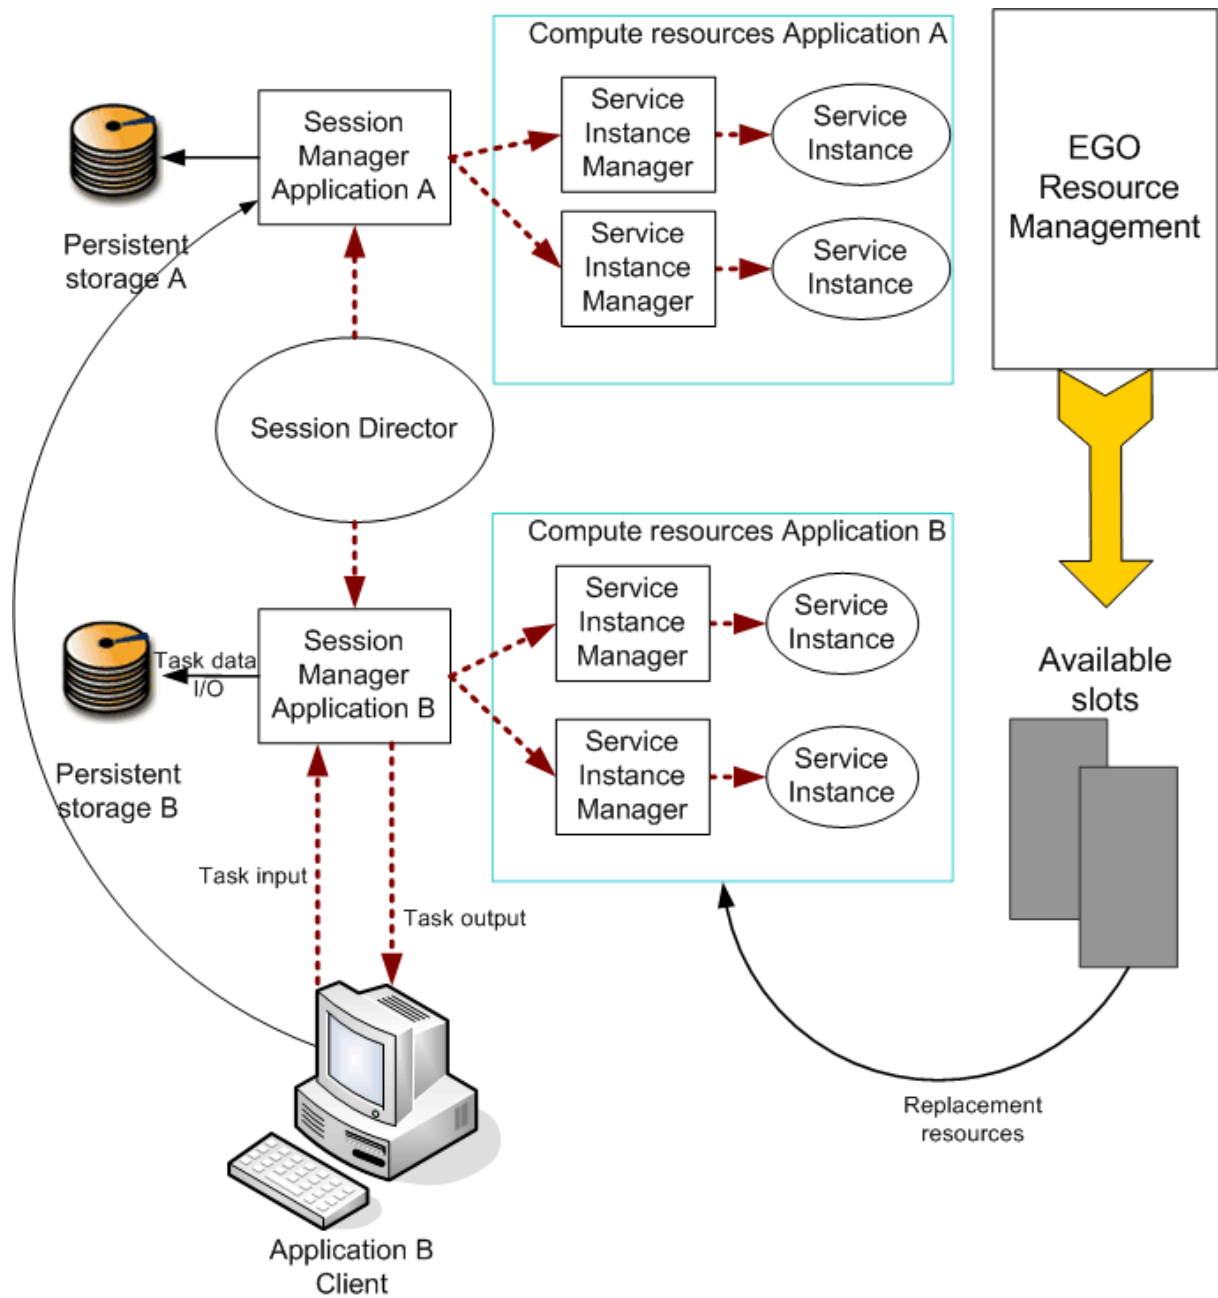 Compute resources Application A
Session
Manager
Application A
Service
Instance
Manager
Service
Instance
Service
Instance
Manager
Service
Instance
EGO
Resource
Management
Persistent
storage A
Session Director
Compute resources Application B
Session
Manager
Application B
Service
Instance
Manager
Service
Instance
Service
Instance
Manager
Service
Instance
Task data
I/O
Persistent
storage B
Available
slots
Task input
Task output
Replacement
resources
Application B
Client